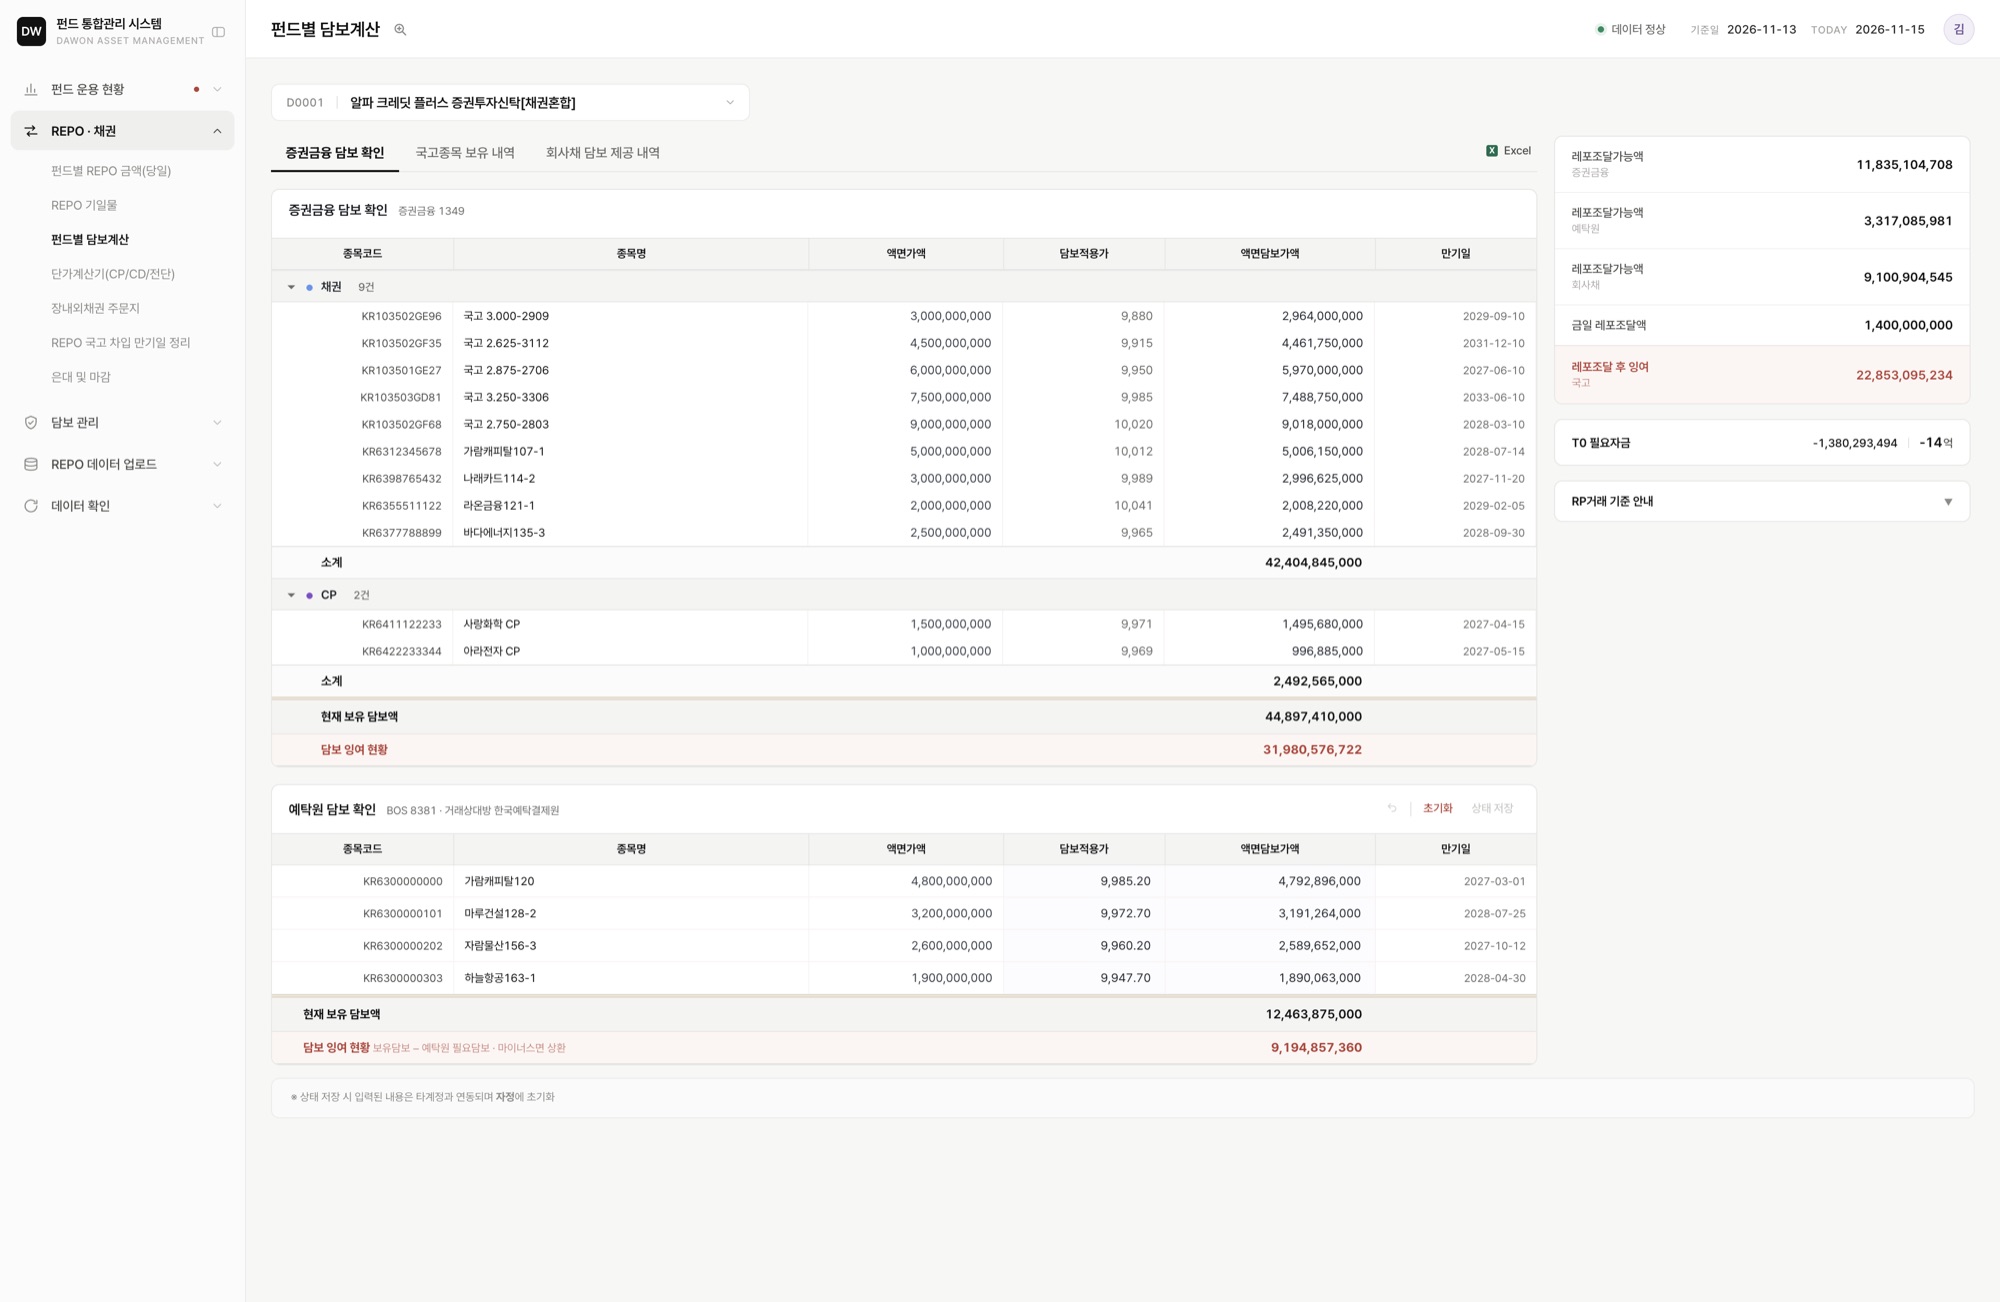 DW 펀드 통합관리 시스템
DAWON ASSET MANAGEMENT
펀드 운용 현황
REPO · 채권
펀드별 REPO 금액(당일)
REPO 기일물
펀드별 담보계산
단가계산기(CP/CD/전단)
장내외채권 주문지
REPO 국고 차입 만기일 정리
은대 및 마감
담보 관리
REPO 데이터 업로드
데이터 확인
펀드별 담보계산
데이터 정상 기준일 2026-11-13 TODAY 2026-11-15 김
D0001 알파 크레딧 플러스 증권투자신탁[채권혼합]
증권금융 담보 확인 국고종목 보유 내역 회사채 담보 제공 내역 X Excel
증권금융 담보 확인 증권금융 1349
종목코드 종목명 액면가액 담보적용가 액면담보가액 만기일
채권 9건
KR103502GE96 국고 3.000-2909 3,000,000,000 9,880 2,964,000,000 2029-09-10
KR103502GF35 국고 2.625-3112 4,500,000,000 9,915 4,461,750,000 2031-12-10
KR103501GE27 국고 2.875-2706 6,000,000,000 9,950 5,970,000,000 2027-06-10
KR103503GD81 국고 3.250-3306 7,500,000,000 9,985 7,488,750,000 2033-06-10
KR103502GF68 국고 2.750-2803 9,000,000,000 10,020 9,018,000,000 2028-03-10
KR6312345678 가람캐피탈107-1 5,000,000,000 10,012 5,006,150,000 2028-07-14
KR6398765432 나래카드114-2 3,000,000,000 9,989 2,996,625,000 2027-11-20
KR6355511122 라온금융121-1 2,000,000,000 10,041 2,008,220,000 2029-02-05
KR6377788899 바다에너지135-3 2,500,000,000 9,965 2,491,350,000 2028-09-30
소계 42,404,845,000
CP 2건
KR6411122233 사랑화학 CP 1,500,000,000 9,971 1,495,680,000 2027-04-15
KR6422233344 아라전자 CP 1,000,000,000 9,969 996,885,000 2027-05-15
소계 2,492,565,000
현재 보유 담보액 44,897,410,000
담보 잉여 현황 31,980,576,722
예탁원 담보 확인 BOS 8381 · 거래상대방 한국예탁결제원 초기화 상태 저장
종목코드 종목명 액면가액 담보적용가 액면담보가액 만기일
KR6300000000 가람캐피탈120 4,800,000,000 9,985.20 4,792,896,000 2027-03-01
KR6300000101 마루건설128-2 3,200,000,000 9,972.70 3,191,264,000 2028-07-25
KR6300000202 자람물산156-3 2,600,000,000 9,960.20 2,589,652,000 2027-10-12
KR6300000303 하늘항공163-1 1,900,000,000 9,947.70 1,890,063,000 2028-04-30
현재 보유 담보액 12,463,875,000
담보 잉여 현황 보유담보 − 예탁원 필요담보 · 마이너스면 상환 9,194,857,360
※ 상태 저장 시 입력된 내용은 타계정과 연동되며 자정에 초기화
레포조달가능액 11,835,104,708
증권금융
레포조달가능액 3,317,085,981
예탁원
레포조달가능액 9,100,904,545
회사채
금일 레포조달액 1,400,000,000
레포조달 후 잉여 22,853,095,234
국고
T0 필요자금 -1,380,293,494 -14억
RP거래 기준 안내 ▼